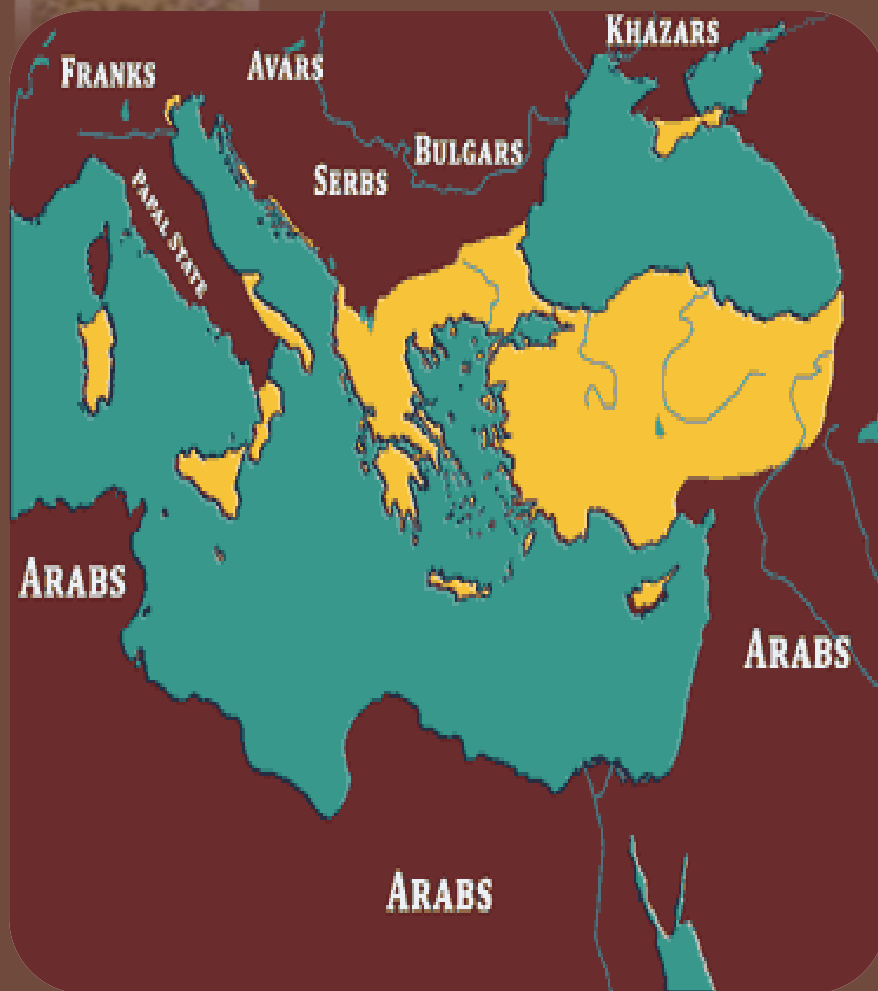 KHAZARS
FRANKS
AVARS
BULGARS
SERBS
PAPAL STATE
ARABS
ARABS
ARABS